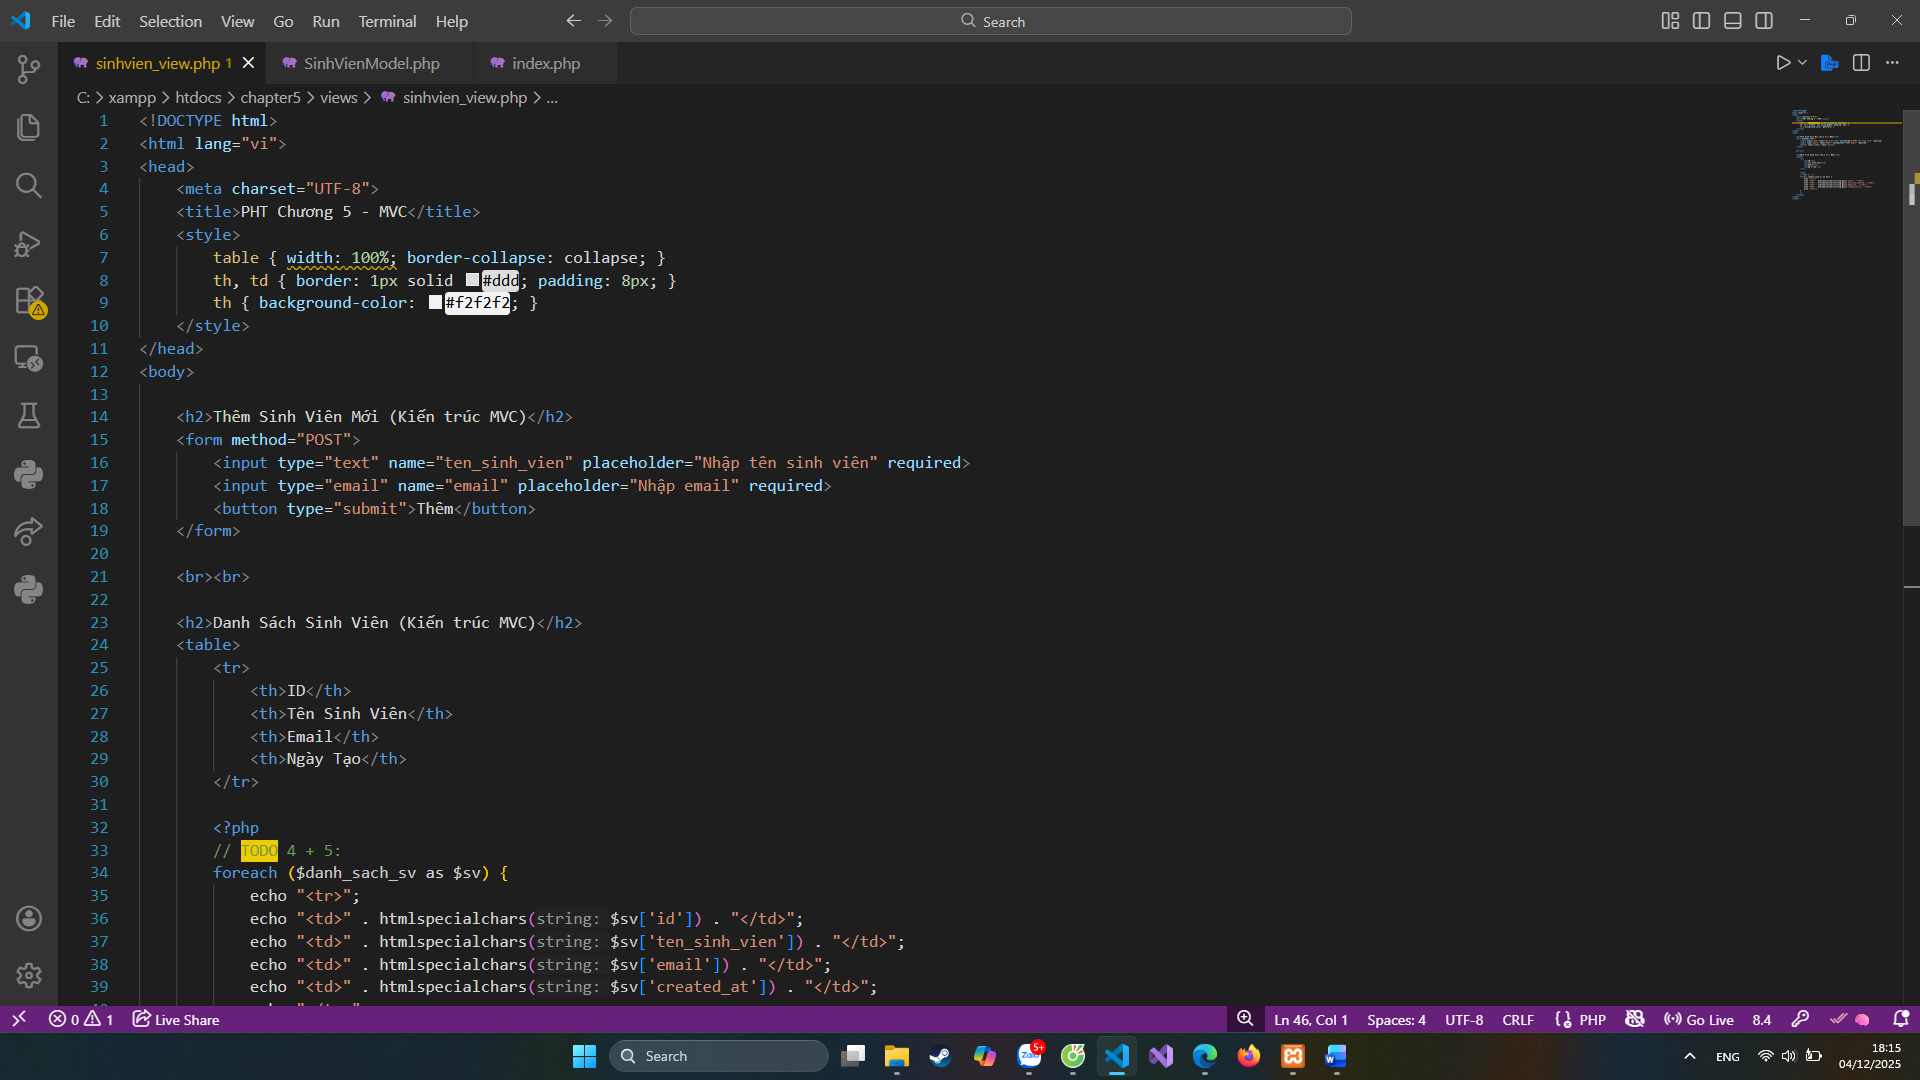 File Edit Selection View Go Run Terminal Help
Search
sinhvien_view.php 1
SinhVienModel.php
index.php
C: > xampp > htdocs > chapter5 > views > sinhvien_view.php > ...
1 <!DOCTYPE html>
2 <html lang="vi">
3 <head>
4 <meta charset="UTF-8">
5 <title>PHT Chương 5 - MVC</title>
6 <style>
7 table { width: 100%; border-collapse: collapse; }
8 th, td { border: 1px solid #ddd; padding: 8px; }
9 th { background-color: #f2f2f2; }
10 </style>
11 </head>
12 <body>
13
14 <h2>Thêm Sinh Viên Mới (Kiến trúc MVC)</h2>
15 <form method="POST">
16 <input type="text" name="ten_sinh_vien" placeholder="Nhập tên sinh viên" required>
17 <input type="email" name="email" placeholder="Nhập email" required>
18 <button type="submit">Thêm</button>
19 </form>
20
21 <br><br>
22
23 <h2>Danh Sách Sinh Viên (Kiến trúc MVC)</h2>
24 <table>
25 <tr>
26 <th>ID</th>
27 <th>Tên Sinh Viên</th>
28 <th>Email</th>
29 <th>Ngày Tạo</th>
30 </tr>
31
32 <?php
33 // TODO 4 + 5:
34 foreach ($danh_sach_sv as $sv) {
35 echo "<tr>";
36 echo "<td>" . htmlspecialchars(string: $sv['id']) . "</td>";
37 echo "<td>" . htmlspecialchars(string: $sv['ten_sinh_vien']) . "</td>";
38 echo "<td>" . htmlspecialchars(string: $sv['email']) . "</td>";
39 echo "<td>" . htmlspecialchars(string: $sv['created_at']) . "</td>";
0 1 Live Share
Ln 46, Col 1 Spaces: 4 UTF-8 CRLF PHP Go Live 8.4
Search
5+
Zalo
ENG
18:15
04/12/2025